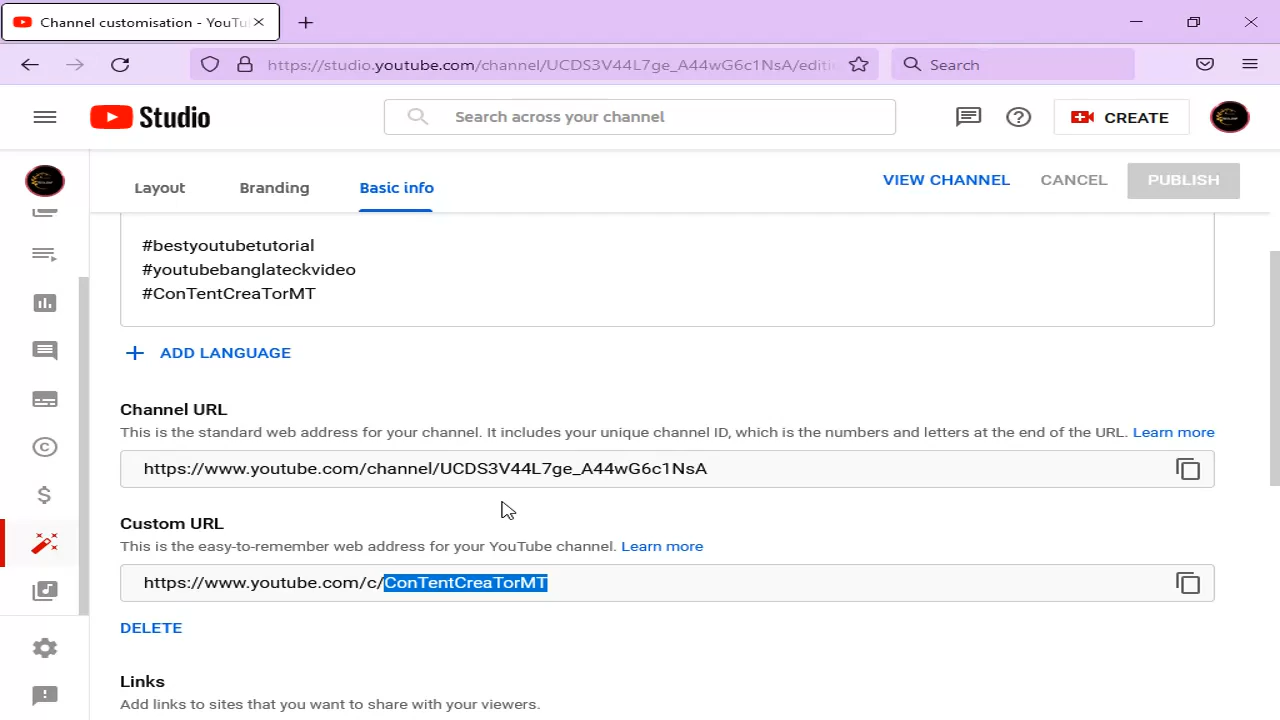 Channel customisation - YouTu
https://studio.youtube.com/channel/UCDS3V44L7ge_A44wG6c1NsA/editi
Search
Studio
Search across your channel
CREATE
Layout
Branding
Basic info
VIEW CHANNEL
CANCEL
PUBLISH
#bestyoutubetutorial
#youtubebanglateckvideo
#ConTentCreaTorMT
ADD LANGUAGE
Channel URL
This is the standard web address for your channel. It includes your unique channel ID, which is the numbers and letters at the end of the URL. Learn more
https://www.youtube.com/channel/UCDS3V44L7ge_A44wG6c1NsA
Custom URL
This is the easy-to-remember web address for your YouTube channel. Learn more
https://www.youtube.com/c/ConTentCreaTorMT
DELETE
Links
Add links to sites that you want to share with your viewers.